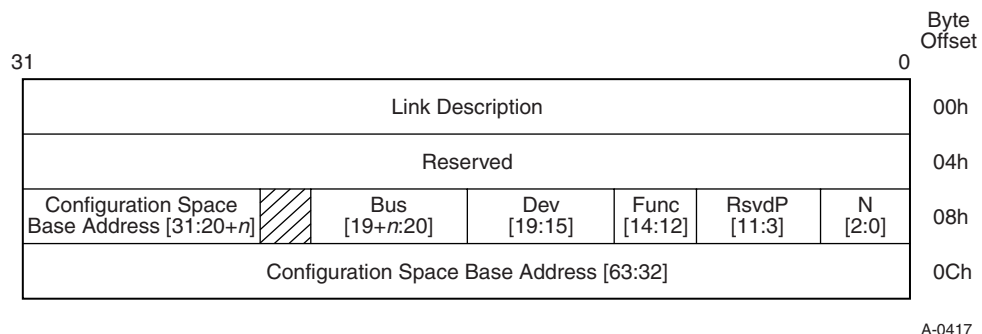 Byte
Offset
31 0
Link Description 00h
Reserved 04h
Configuration Space Bus Dev Func RsvdP N
Base Address [31:20+n] [19+n:20] [19:15] [14:12] [11:3] [2:0] 08h
Configuration Space Base Address [63:32] 0Ch
A-0417